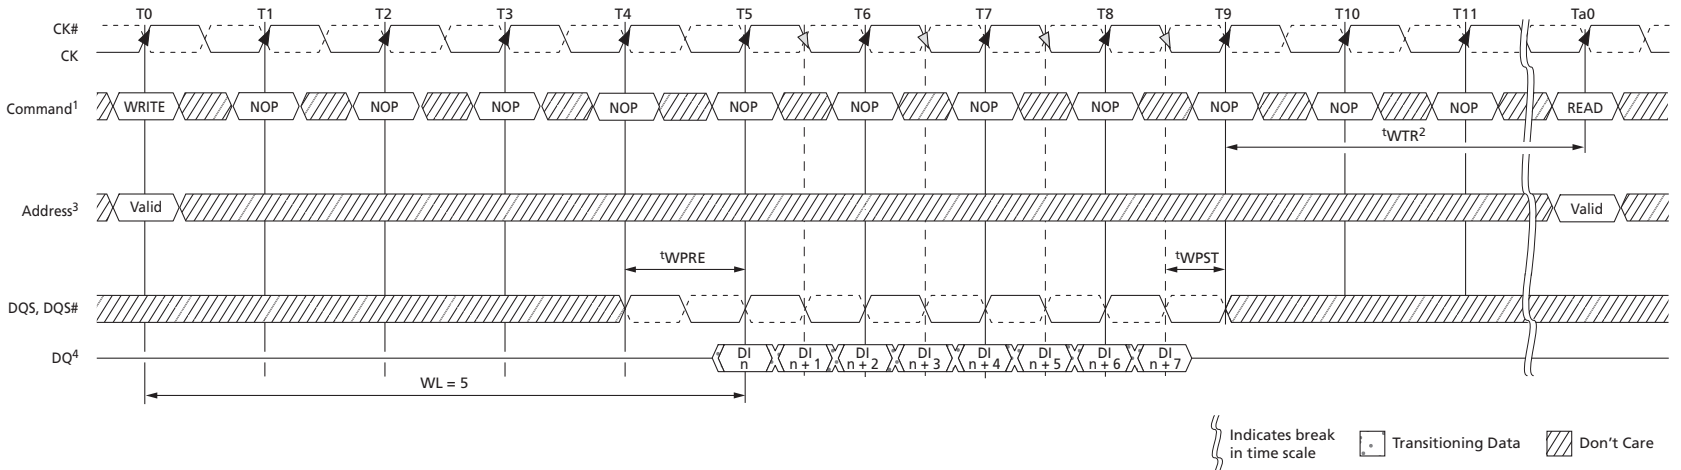 T0 T1 T2 T3 T4 T5 T6 T7 T8 T9 T10 T11 Ta0
CK#
CK
Command1 WRITE NOP NOP NOP NOP NOP NOP NOP NOP NOP NOP NOP READ
tWTR2
Address3 Valid Valid
tWPRE tWPST
DQS, DQS#
DQ4 DI n DI n + 1 DI n + 2 DI n + 3 DI n + 4 DI n + 5 DI n + 6 DI n + 7
WL = 5
Indicates break
in time scale
Transitioning Data
Don't Care